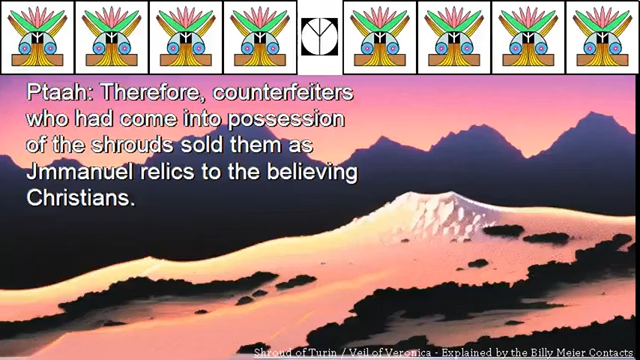 Ptaah: Therefore, counterfeiters
who had come into possession
of the shrouds sold them as
Jmmanuel relics to the believing
Christians.
Shroud of Turin / Veil of Veronica - Explained by the Billy Meier Contacts